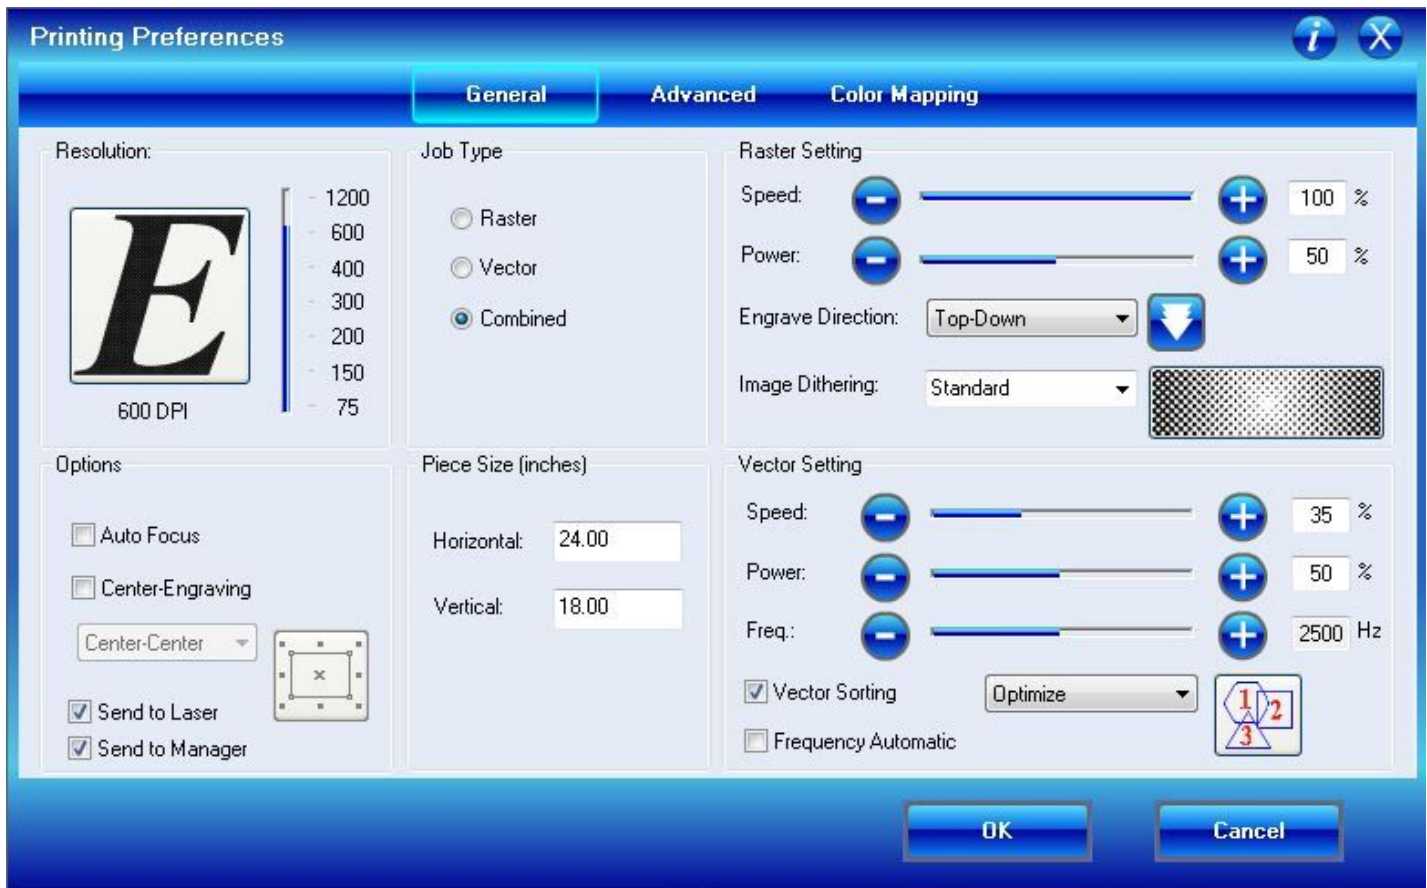 Printing Preferences
i X
General Advanced Color Mapping
Resolution:
E
600 DPI
1200
600
400
300
200
150
75
Job Type
Raster
Vector
Combined
Raster Setting
Speed: - + 100 %
Power: - + 50 %
Engrave Direction: Top-Down
Image Dithering: Standard
Options
Auto Focus
Center-Engraving
Center-Center
x
Send to Laser
Send to Manager
Piece Size (inches)
Horizontal: 24.00
Vertical: 18.00
Vector Setting
Speed: - + 35 %
Power: - + 50 %
Freq.: - + 2500 Hz
Vector Sorting Optimize
1 2
3
Frequency Automatic
OK Cancel